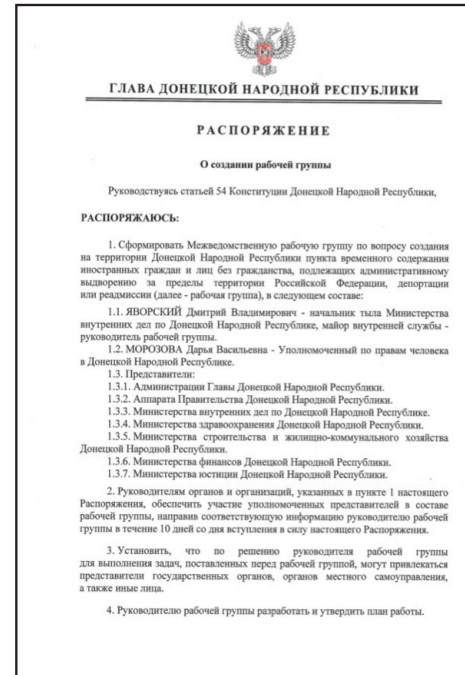 ГЛАВА ДОНЕЦКОЙ НАРОДНОЙ РЕСПУБЛИКИ
РАСПОРЯЖЕНИЕ
О создании рабочей группы
Руководствуясь статьей 54 Конституции Донецкой Народной Республики,
РАСПОРЯЖАЮСЬ:
1. Сформировать Межведомственную рабочую группу по вопросу создания
на территории Донецкой Народной Республики пункта временного содержания
иностранных граждан и лиц без гражданства, подлежащих административному
выдворению за пределы территории Российской Федерации, депортации
или реадмиссии (далее - рабочая группа), в следующем составе:
1.1. ЯВОРСКИЙ Дмитрий Владимирович - начальник тыла Министерства
внутренних дел по Донецкой Народной Республике, майор внутренней службы -
руководитель рабочей группы.
1.2. МОРОЗОВА Дарья Васильевна - Уполномоченный по правам человека
в Донецкой Народной Республике.
1.3. Представители:
1.3.1. Администрации Главы Донецкой Народной Республики.
1.3.2. Аппарата Правительства Донецкой Народной Республики.
1.3.3. Министерства внутренних дел по Донецкой Народной Республике.
1.3.4. Министерства здравоохранения Донецкой Народной Республики.
1.3.5. Министерства строительства и жилищно-коммунального хозяйства
Донецкой Народной Республики.
1.3.6. Министерства финансов Донецкой Народной Республики.
1.3.7. Министерства юстиции Донецкой Народной Республики.
2. Руководителям органов и организаций, указанных в пункте 1 настоящего
Распоряжения, обеспечить участие уполномоченных представителей в составе
рабочей группы, направив соответствующую информацию руководителю рабочей
группы в течение 10 дней со дня вступления в силу настоящего Распоряжения.
3. Установить, что по решению руководителя рабочей группы
для выполнения задач, поставленных перед рабочей группой, могут привлекаться
представители государственных органов, органов местного самоуправления,
а также иные лица.
4. Руководителю рабочей группы разработать и утвердить план работы.